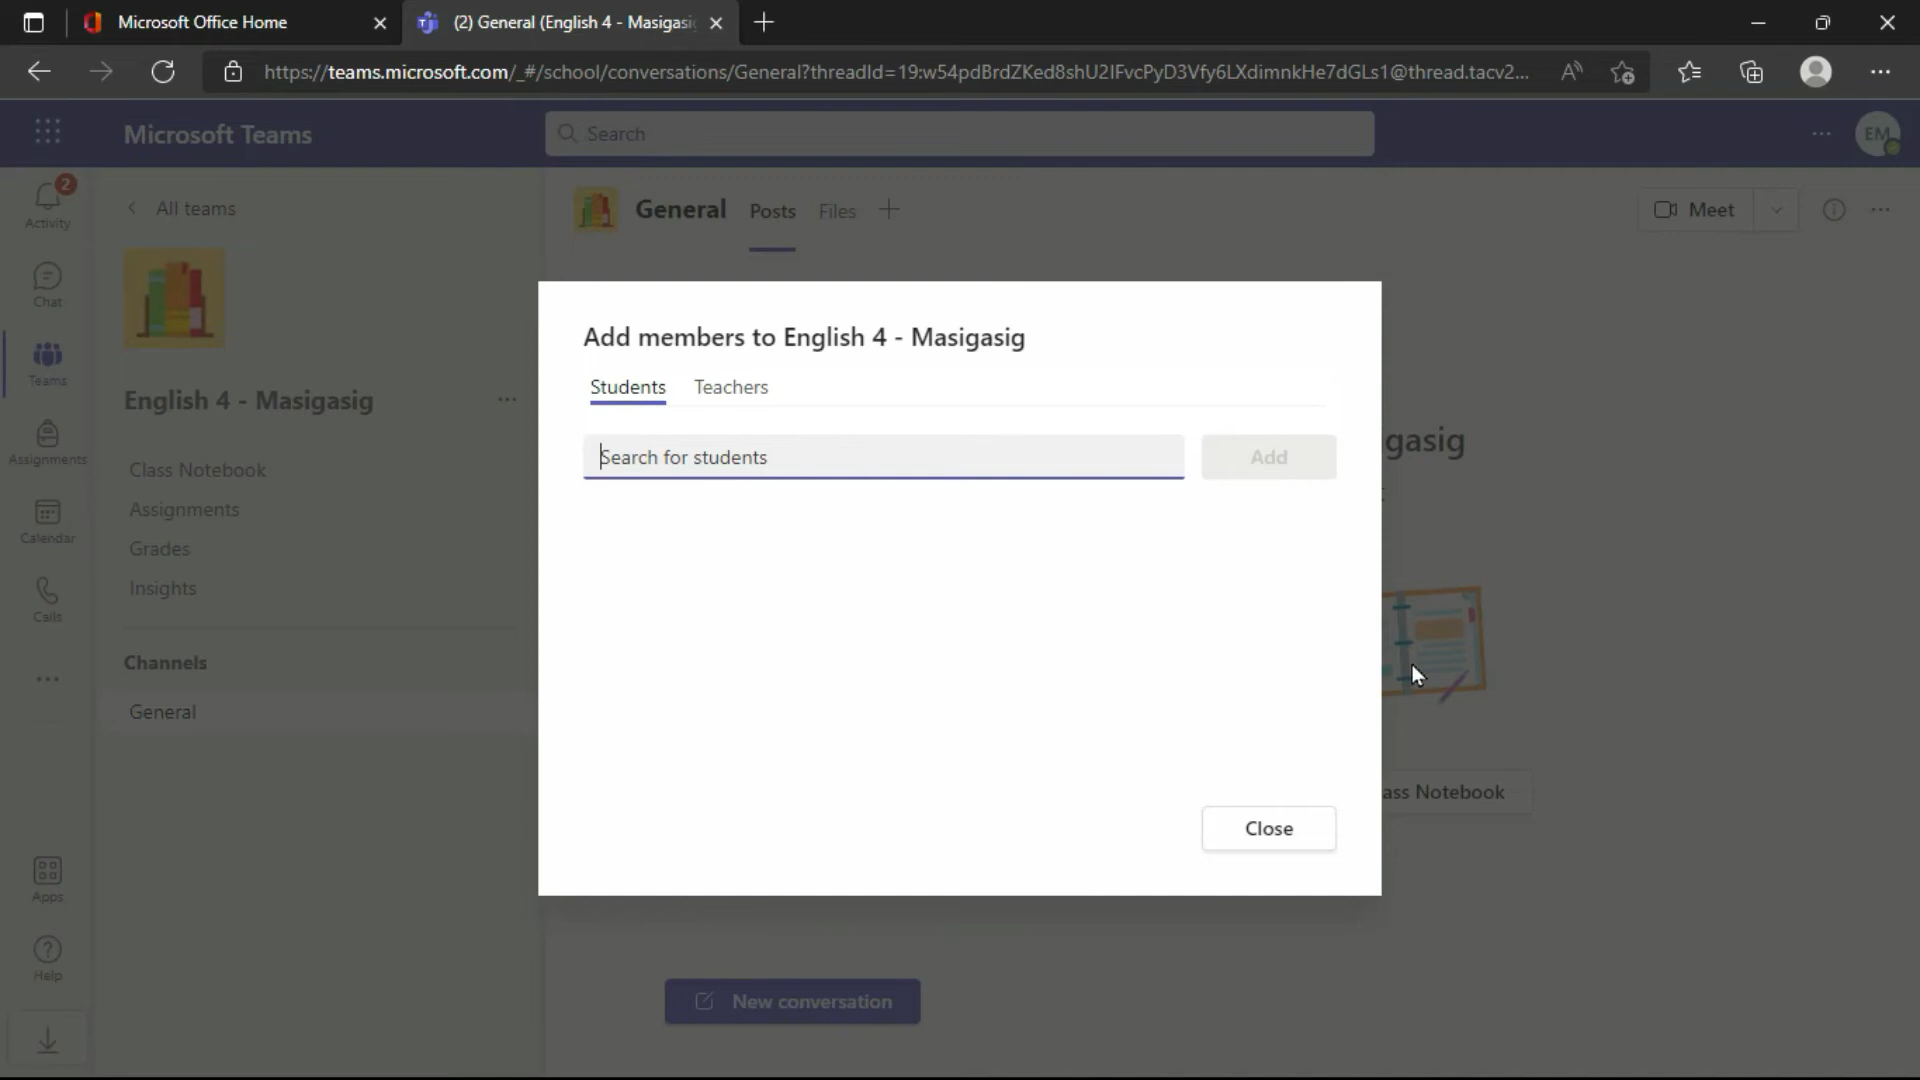 Microsoft Office Home
(2) General (English 4 - Masigasi
https://teams.microsoft.com/_#/school/conversations/General?threadId=19:w54pdBrdZKed8shU2IFvcPyD3Vfy6LXdimnkHe7dGLs1@thread.tacv2...
Microsoft Teams
Search
EM
2
Activity
Chat
Teams
Assignments
Calendar
Calls
Apps
Help
All teams
English 4 - Masigasig
Class Notebook
Assignments
Grades
Insights
Channels
General
General
Posts
Files
Meet
Add members to English 4 - Masigasig
Students
Teachers
Search for students
Add
Close
gasig
ass Notebook
New conversation